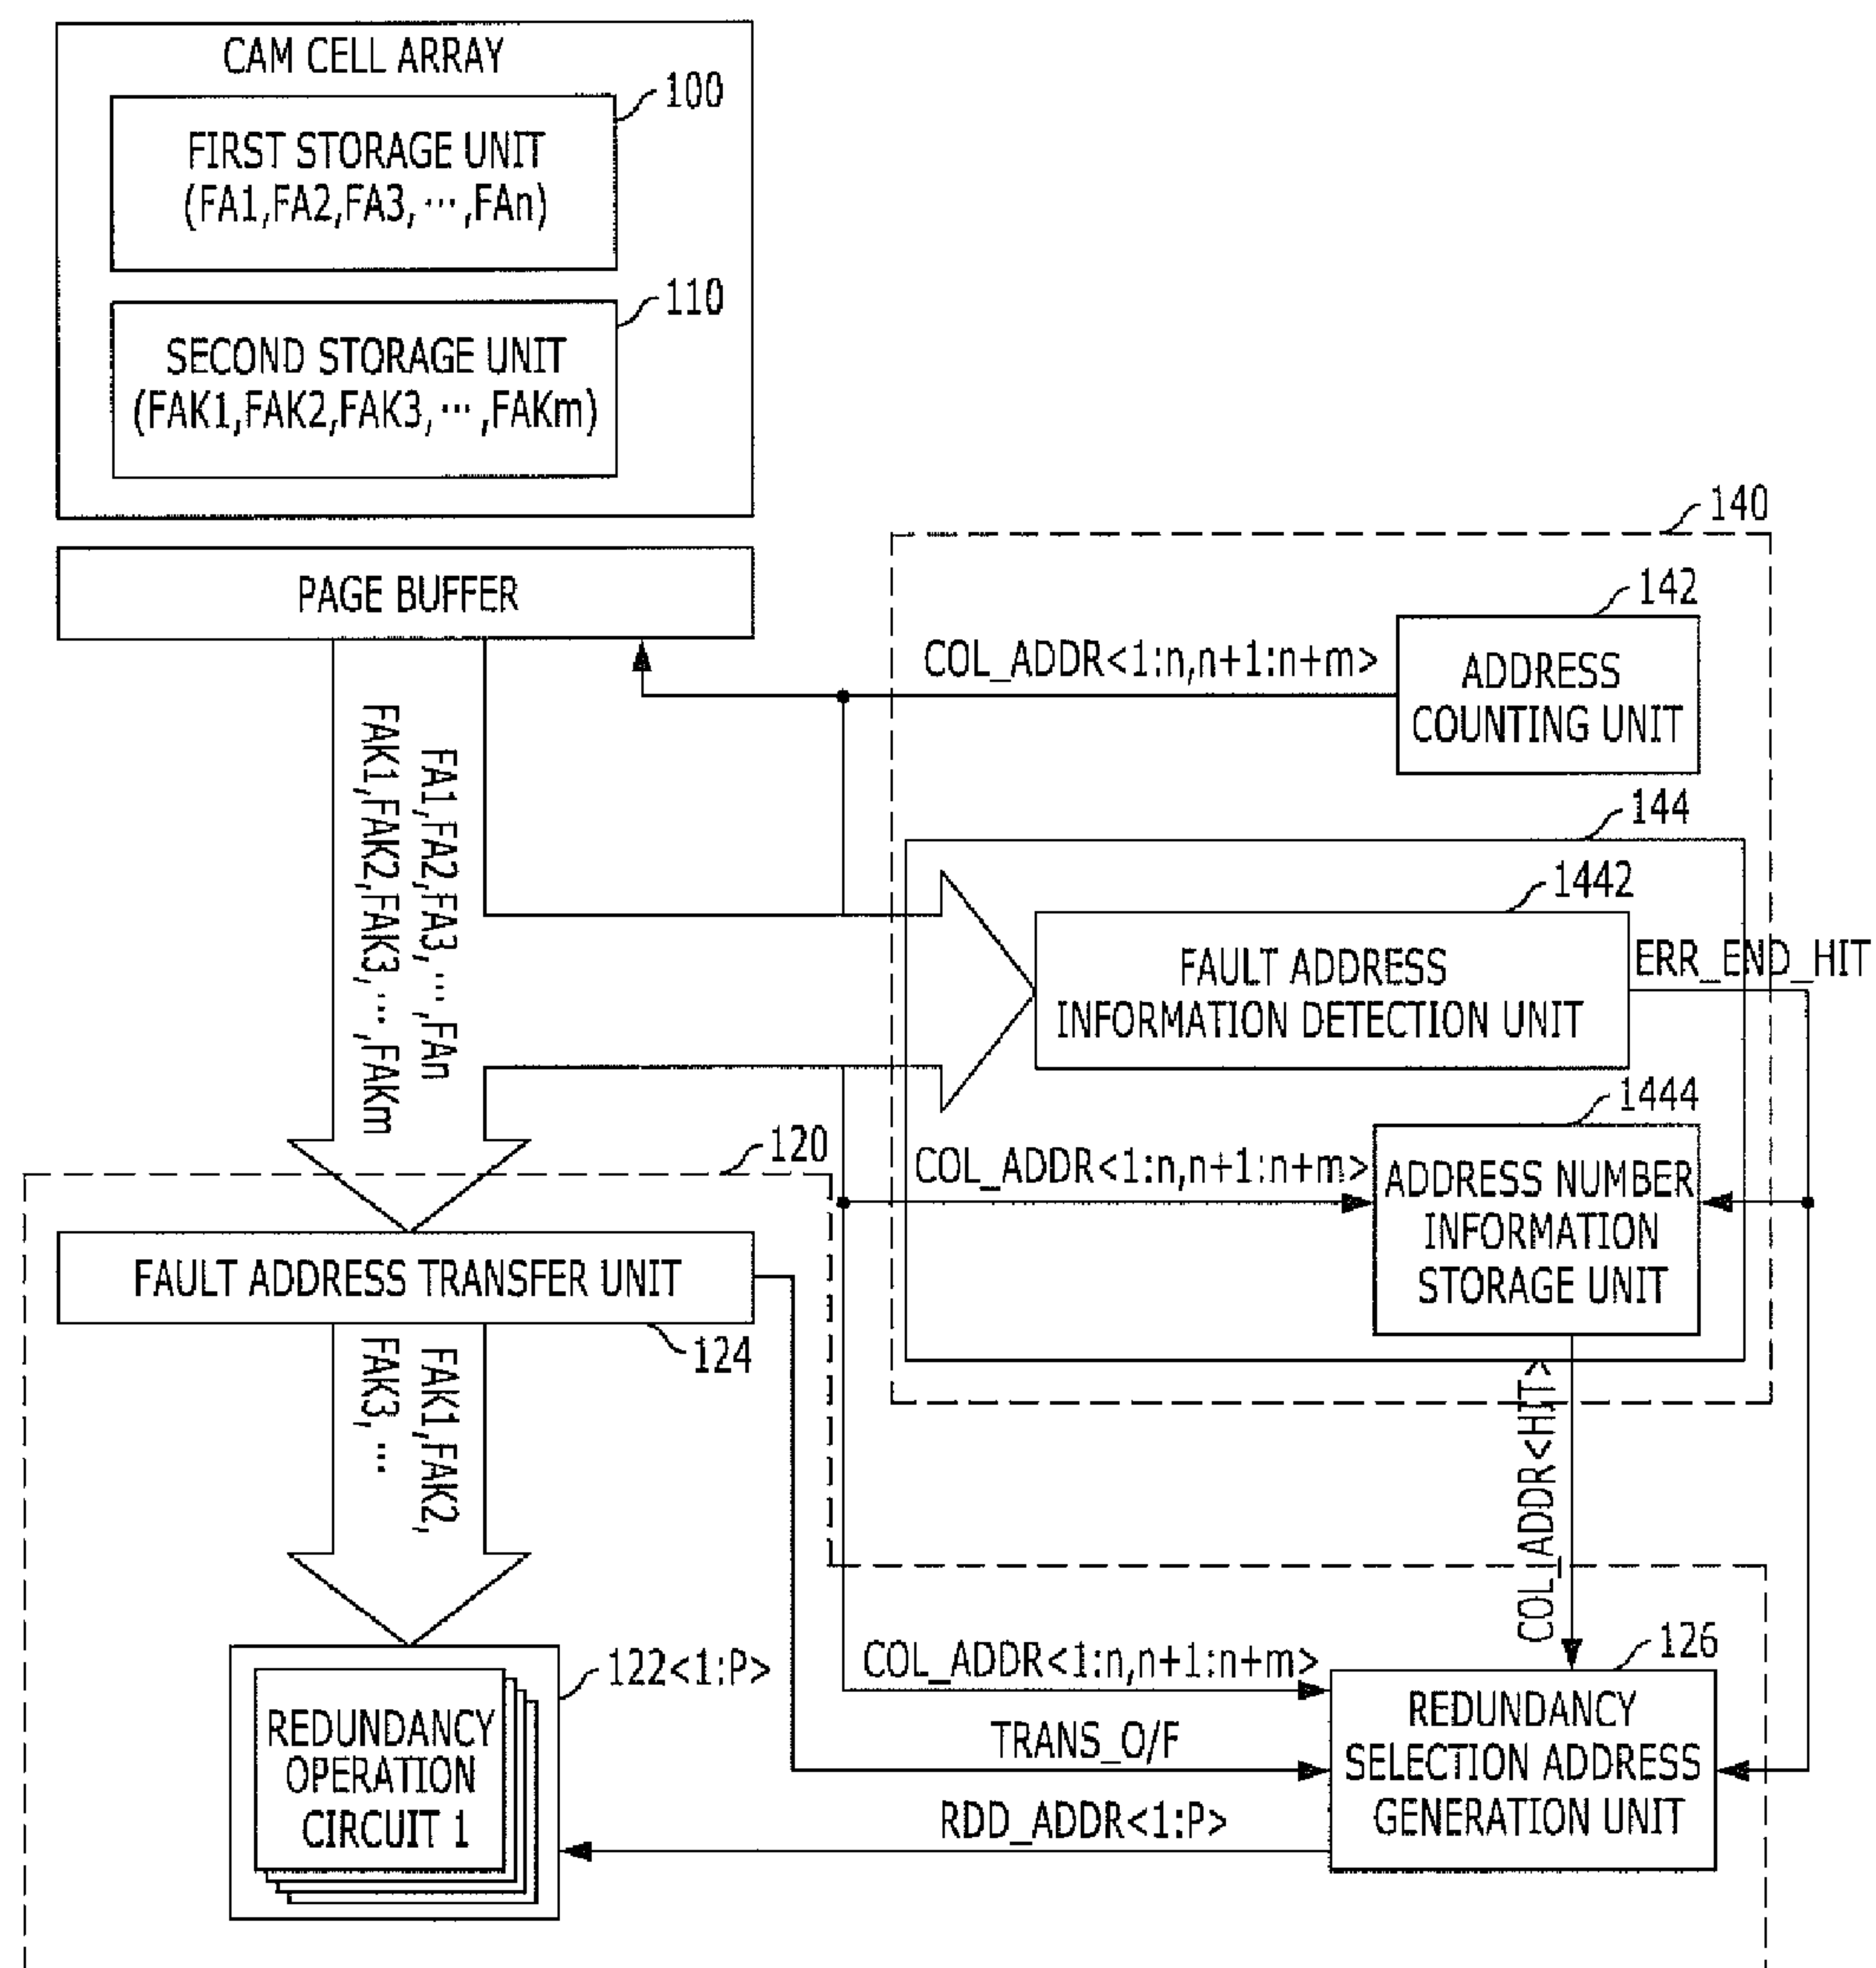 CAM CELL ARRAY
100
FIRST STORAGE UNIT
(FA1,FA2,FA3, ··· ,FAn)
110
SECOND STORAGE UNIT
(FAK1,FAK2,FAK3, ··· ,FAKm)
PAGE BUFFER
140
142
COL_ADDR<1:n,n+1:n+m>
ADDRESS
COUNTING UNIT
FA1,FA2,FA3, ··· ,FAn
FAK1,FAK2,FAK3, ··· ,FAKm
144
1442
FAULT ADDRESS
INFORMATION DETECTION UNIT
ERR_END_HIT
1444
COL_ADDR<1:n,n+1:n+m>
ADDRESS NUMBER
INFORMATION
STORAGE UNIT
120
FAULT ADDRESS TRANSFER UNIT
124
FAK1,FAK2,
FAK3, ···
COL_ADDR<HIT>
122<1:P>
REDUNDANCY
OPERATION
CIRCUIT 1
COL_ADDR<1:n,n+1:n+m>
TRANS_O/F
RDD_ADDR<1:P>
126
REDUNDANCY
SELECTION ADDRESS
GENERATION UNIT